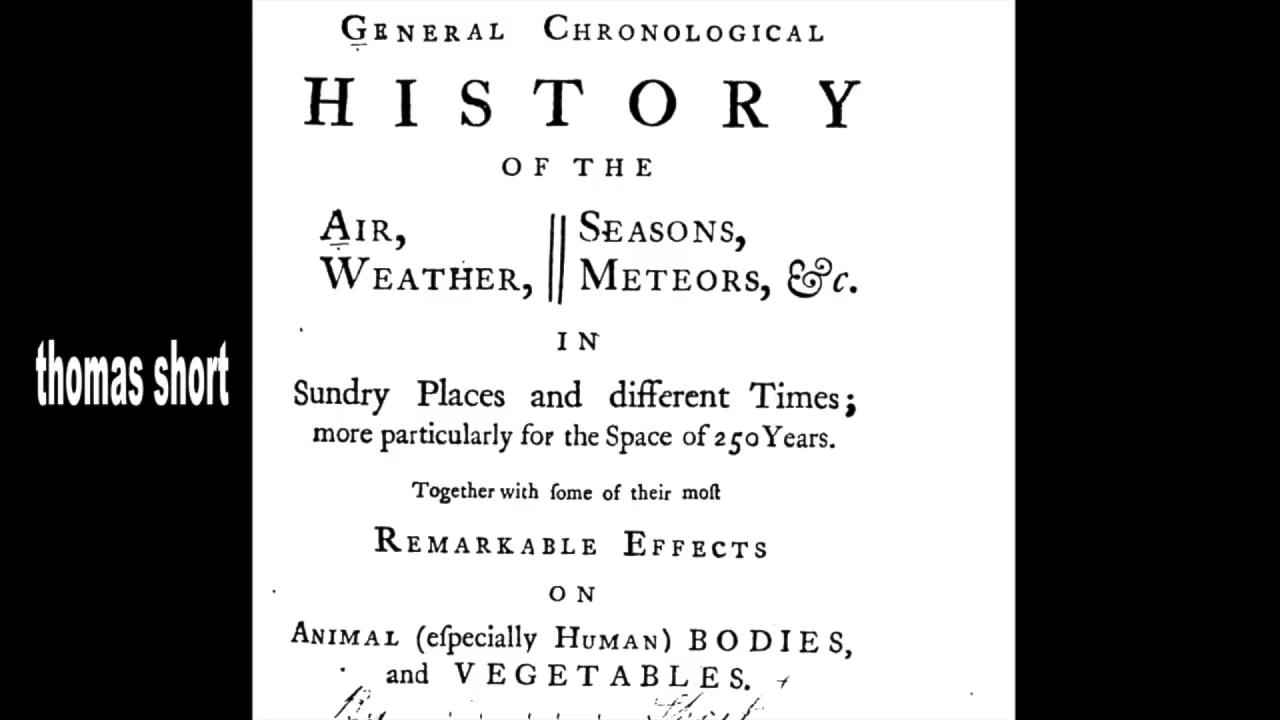 GENERAL CHRONOLOGICAL
HISTORY
OF THE
AIR, || SEASONS,
WEATHER, || METEORS, &c.
IN
Sundry Places and different Times;
more particularly for the Space of 250 Years.
Together with ſome of their moſt
REMARKABLE EFFECTS
ON
ANIMAL (eſpecially HUMAN) BODIES,
and VEGETABLES.
thomas short